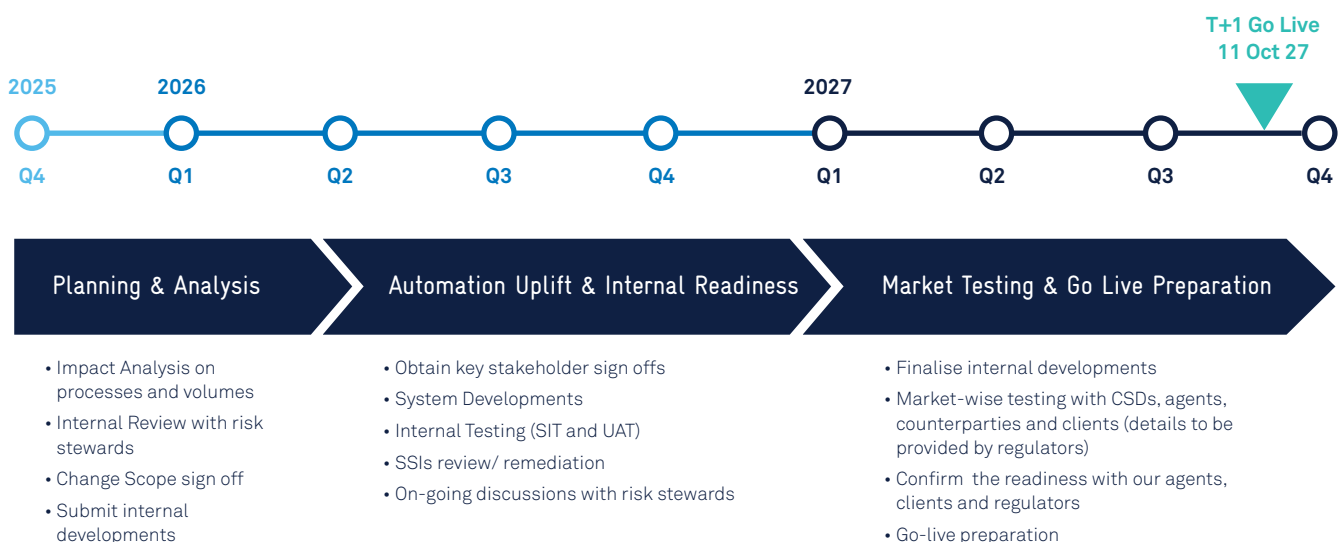 T+1 Go Live
11 Oct 27
2025
2026
2027
Q4
Q1
Q2
Q3
Q4
Q1
Q2
Q3
Q4
Planning & Analysis
Automation Uplift & Internal Readiness
Market Testing & Go Live Preparation
• Impact Analysis on
processes and volumes
• Internal Review with risk
stewards
• Change Scope sign off
• Submit internal
developments
• Obtain key stakeholder sign offs
• System Developments
• Internal Testing (SIT and UAT)
• SSIs review/ remediation
• On-going discussions with risk stewards
• Finalise internal developments
• Market-wise testing with CSDs, agents,
counterparties and clients (details to be
provided by regulators)
• Confirm the readiness with our agents,
clients and regulators
• Go-live preparation